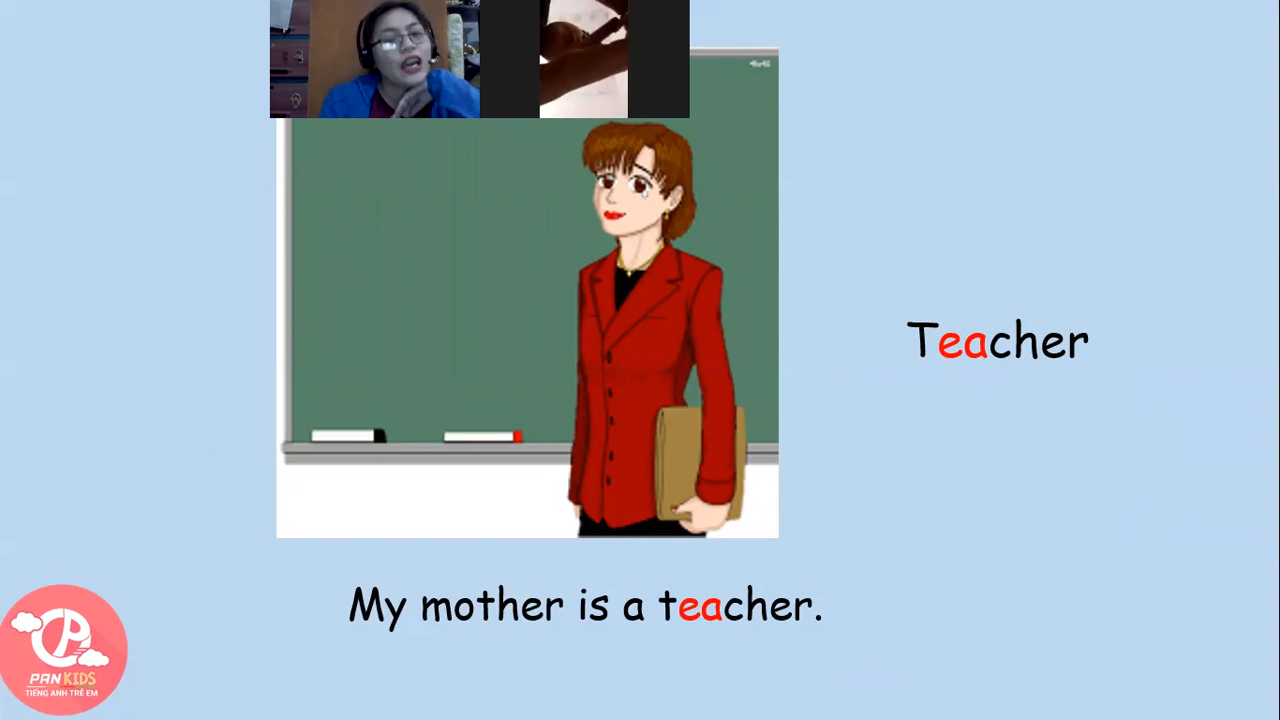 Teacher
My mother is a teacher.
PAN KIDS
TIẾNG ANH TRẺ EM